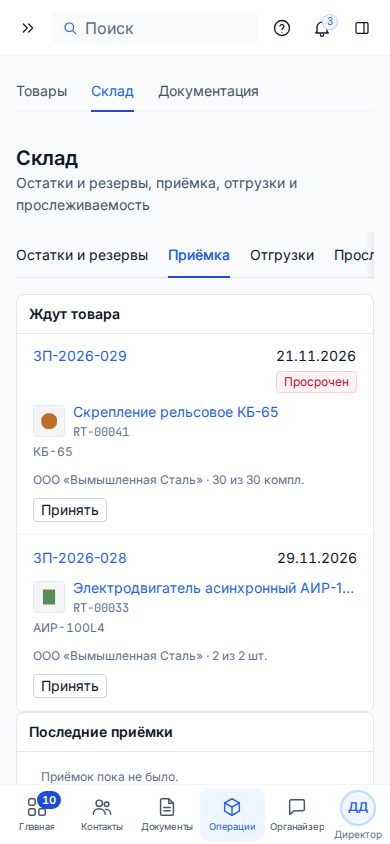 Поиск
3
Товары Склад Документация
Склад
Остатки и резервы, приёмка, отгрузки и
прослеживаемость
Остатки и резервы Приёмка Отгрузки Просл
Ждут товара
ЗП-2026-029 21.11.2026
Просрочен
Скрепление рельсовое КБ-65
RT-00041
КБ-65
ООО «Вымышленная Сталь» · 30 из 30 компл.
Принять
ЗП-2026-028 29.11.2026
Электродвигатель асинхронный АИР-1...
RT-00033
АИР-100L4
ООО «Вымышленная Сталь» · 2 из 2 шт.
Принять
Последние приёмки
Приёмок пока не было.
10 ДД
Главная Контакты Документы Операции Органайзер Директор